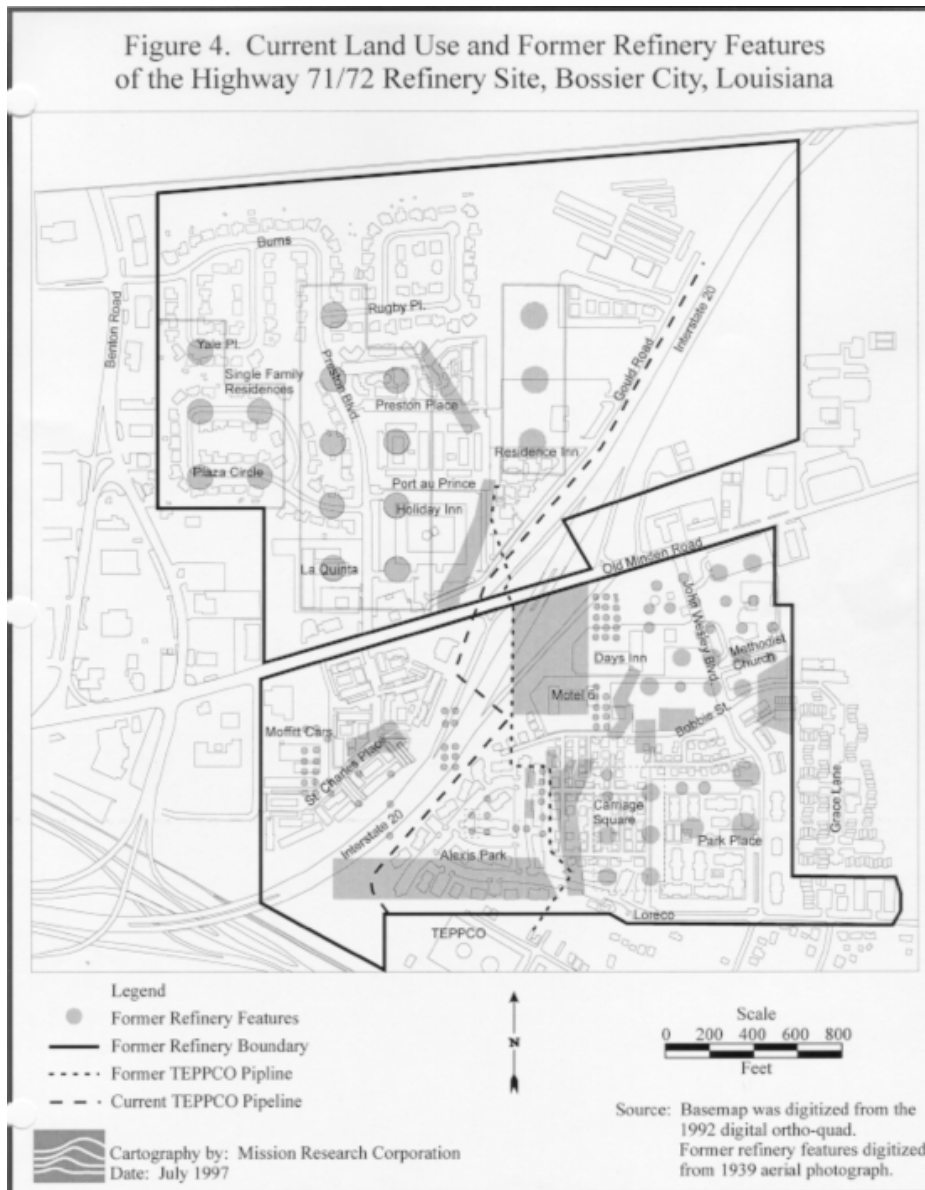 Figure 4. Current Land Use and Former Refinery Features
of the Highway 71/72 Refinery Site, Bossier City, Louisiana
Burns
Benton Road
Rugby Pl.
Interstate 20
Yale Pl.
Preston Blvd.
Gould Road
Single Family
Residences
Preston Place
Residence Inn
Plaza Circle
Port au Prince
Holiday Inn
La Quinta
Old Minden Road
John Wesley Blvd.
Methodist
Church
Days Inn
Motel 6
Bobbie St.
Moffitt Cars
St. Charles Place
Grace Lane
Carriage
Square
Interstate 20
Park Place
Alexis Park
Loreco
TEPPCO
Legend
Former Refinery Features
Former Refinery Boundary
Former TEPPCO Pipline
Current TEPPCO Pipeline
N
Scale
0 200 400 600 800
Feet
Source: Basemap was digitized from the
1992 digital ortho-quad.
Former refinery features digitized
from 1939 aerial photograph.
Cartography by: Mission Research Corporation
Date: July 1997